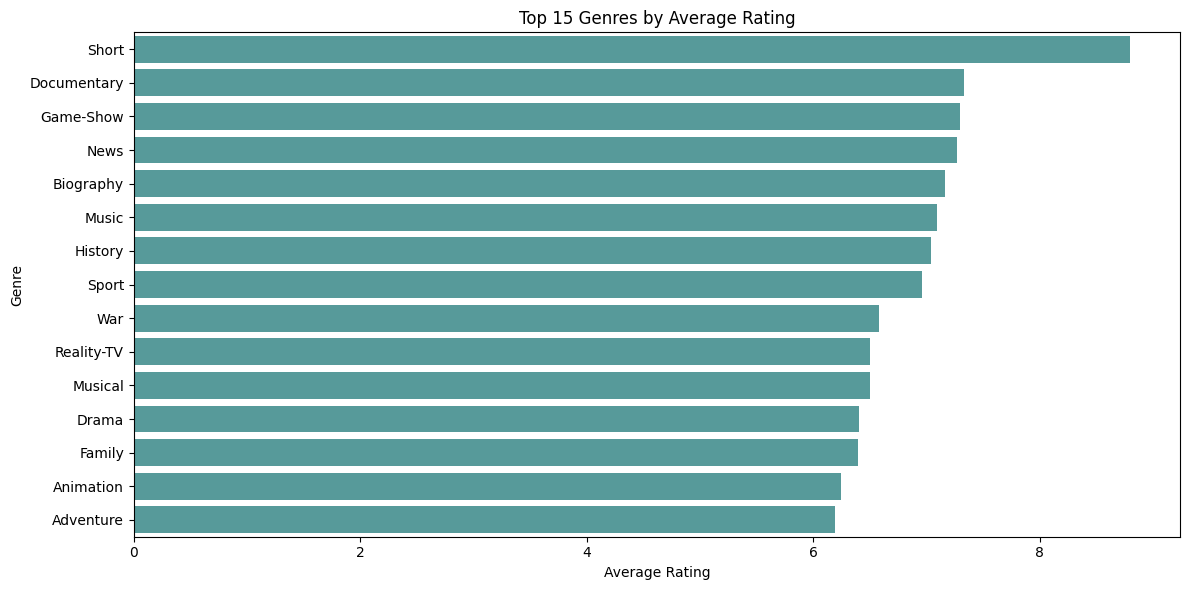 Top 15 Genres by Average Rating
Genre
Short
Documentary
Game-Show
News
Biography
Music
History
Sport
War
Reality-TV
Musical
Drama
Family
Animation
Adventure
0 2 4 6 8
Average Rating